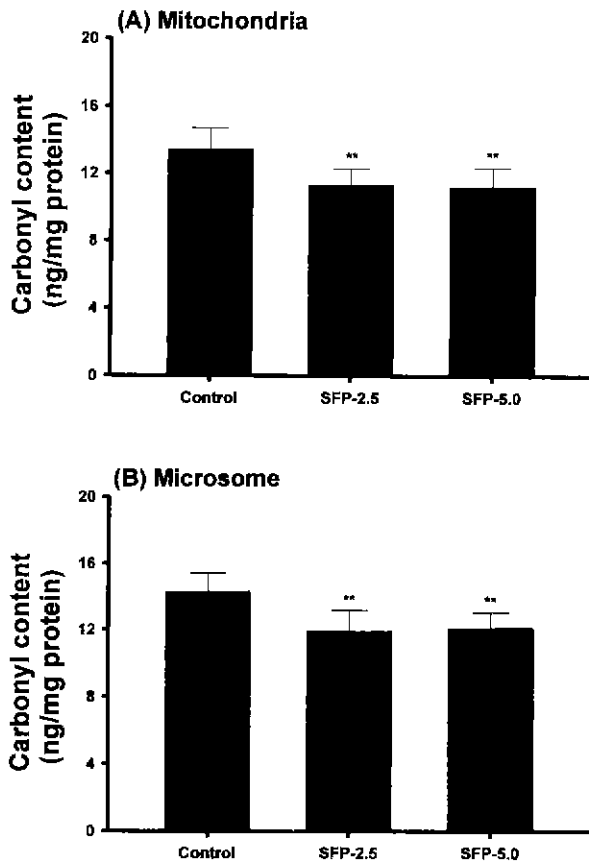 (A) Mitochondria
20
16
12
8
4
0
Carbonyl content
(ng/mg protein)
** **
Control SFP-2.5 SFP-5.0
(B) Microsome
20
16
12
8
4
0
Carbonyl content
(ng/mg protein)
** **
Control SFP-2.5 SFP-5.0